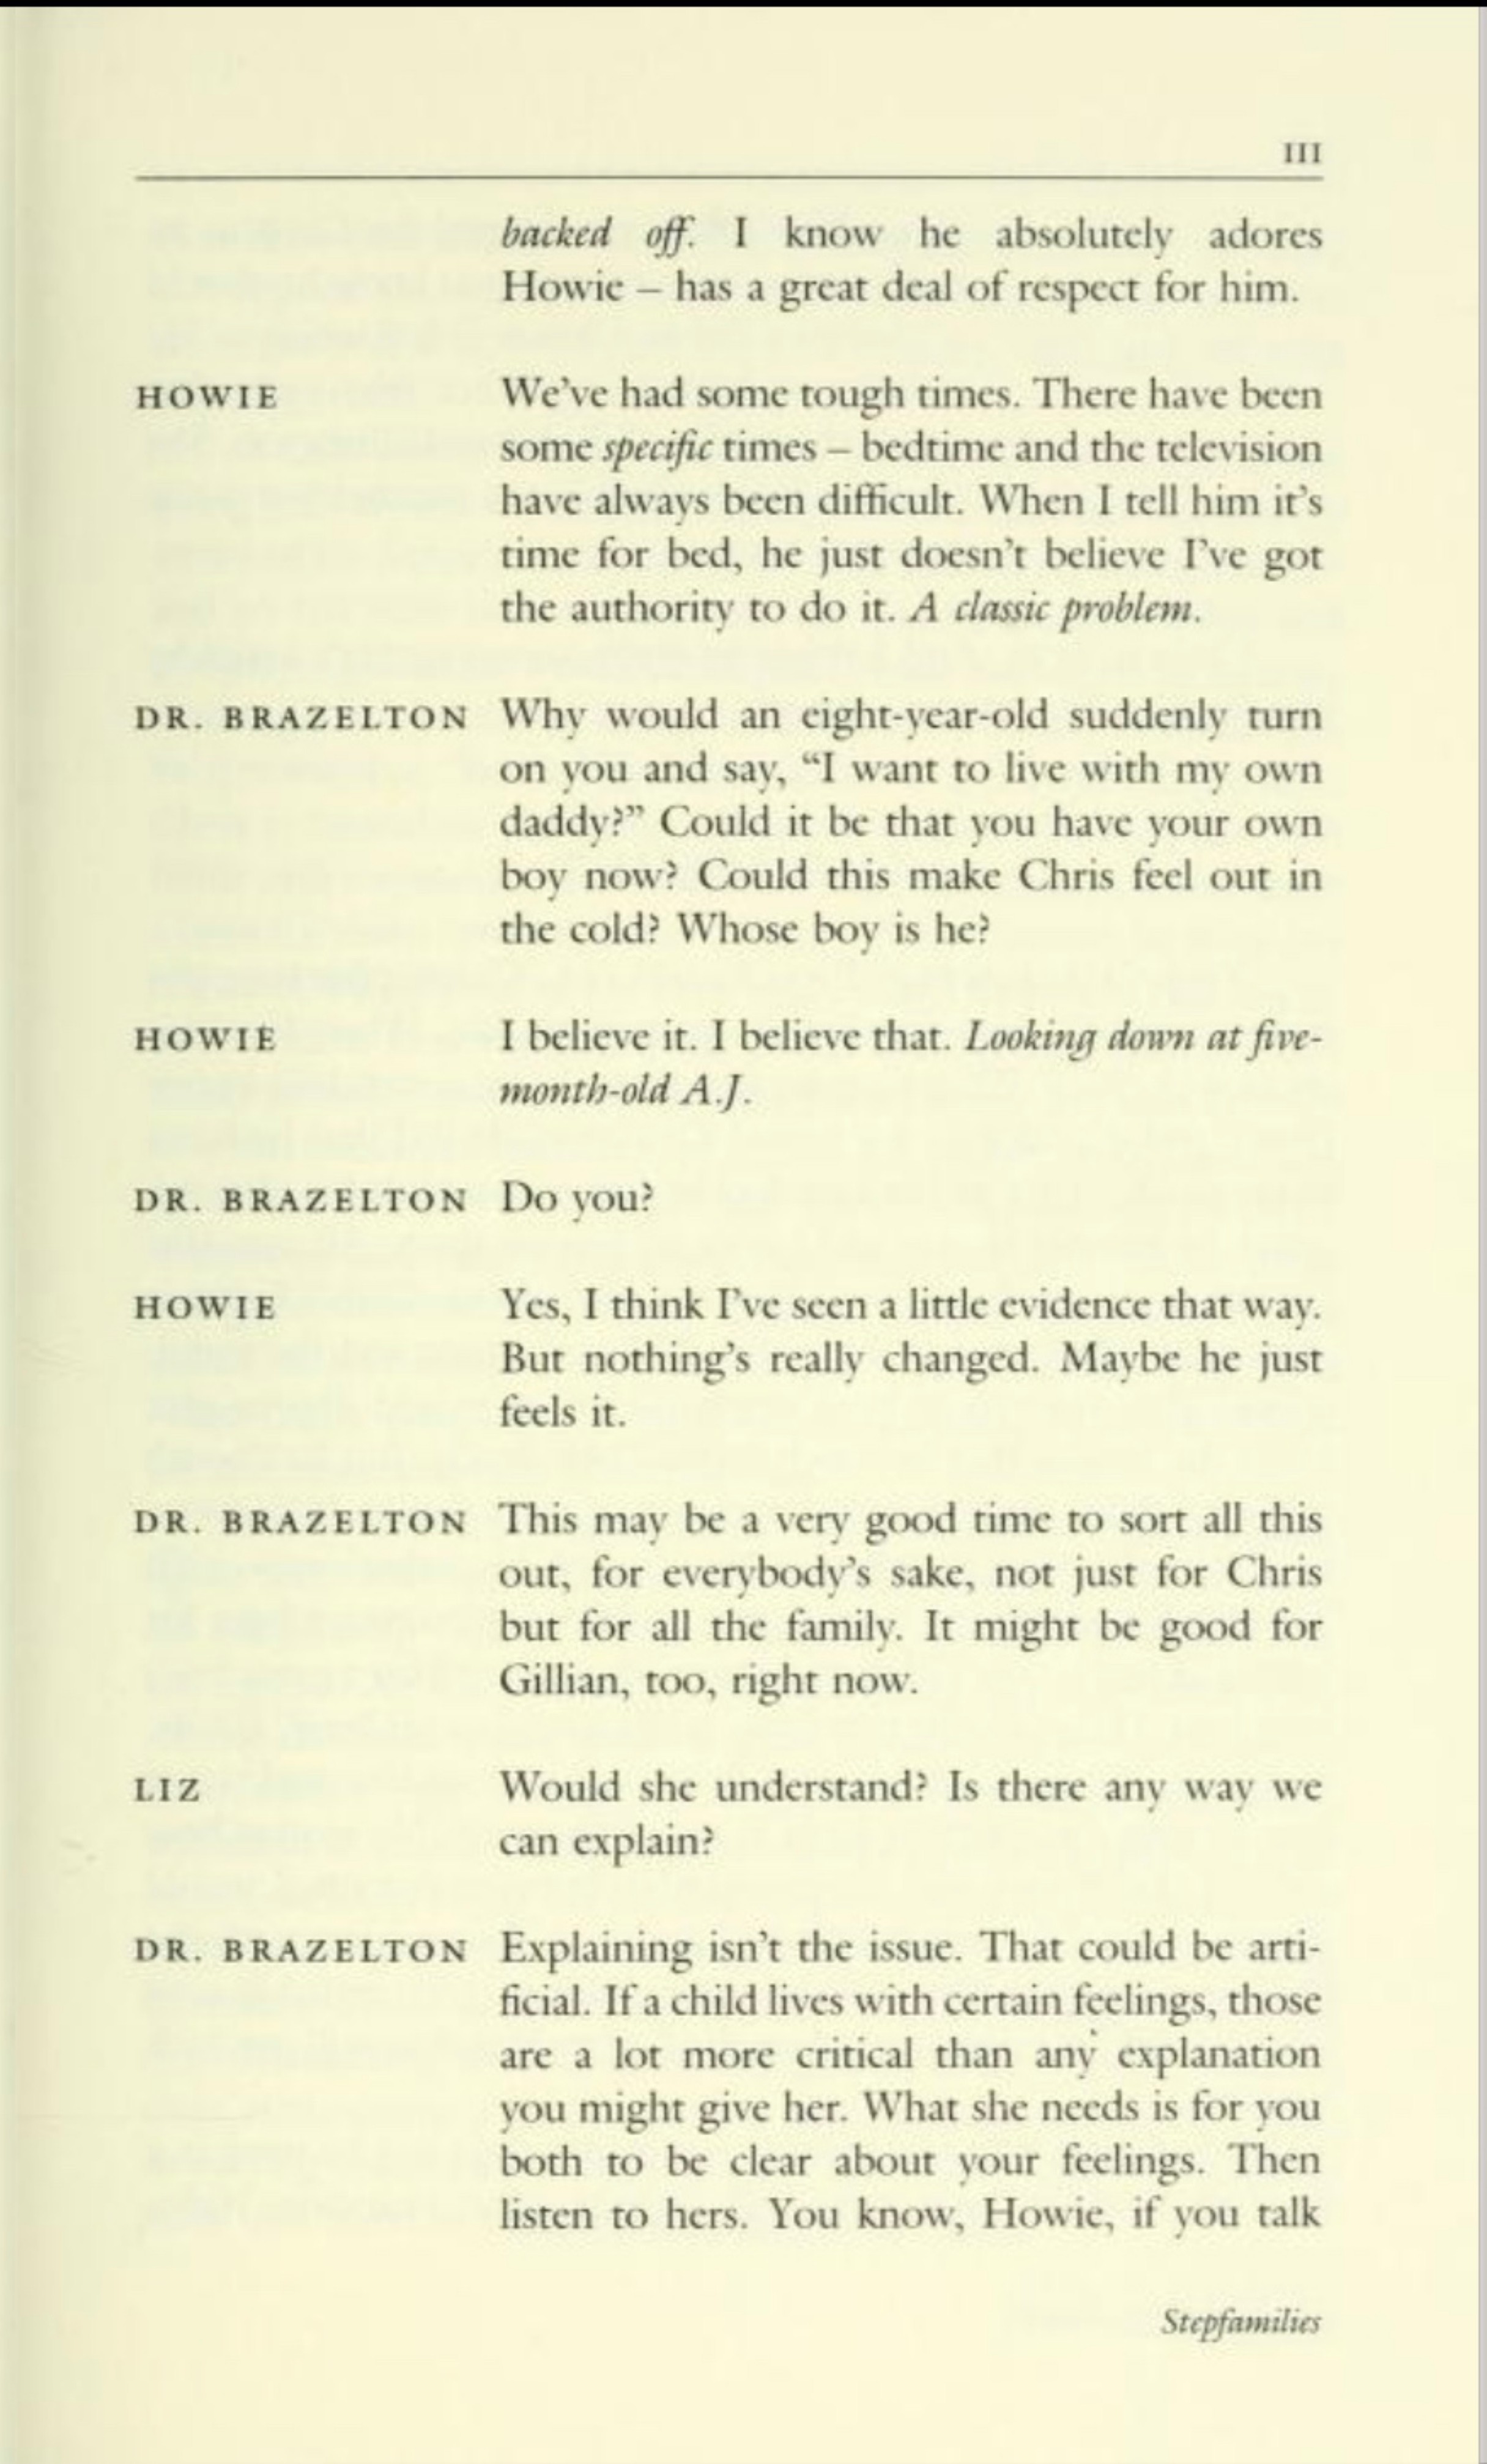 III
backed off. I know he absolutely adores
Howie – has a great deal of respect for him.
HOWIE We've had some tough times. There have been
some specific times – bedtime and the television
have always been difficult. When I tell him it's
time for bed, he just doesn't believe I've got
the authority to do it. A classic problem.
DR. BRAZELTON Why would an eight-year-old suddenly turn
on you and say, “I want to live with my own
daddy?” Could it be that you have your own
boy now? Could this make Chris feel out in
the cold? Whose boy is he?
HOWIE I believe it. I believe that. Looking down at five-
month-old A.J.
DR. BRAZELTON Do you?
HOWIE Yes, I think I've seen a little evidence that way.
But nothing's really changed. Maybe he just
feels it.
DR. BRAZELTON This may be a very good time to sort all this
out, for everybody's sake, not just for Chris
but for all the family. It might be good for
Gillian, too, right now.
LIZ Would she understand? Is there any way we
can explain?
DR. BRAZELTON Explaining isn't the issue. That could be arti-
ficial. If a child lives with certain feelings, those
are a lot more critical than any explanation
you might give her. What she needs is for you
both to be clear about your feelings. Then
listen to hers. You know, Howie, if you talk
Stepfamilies